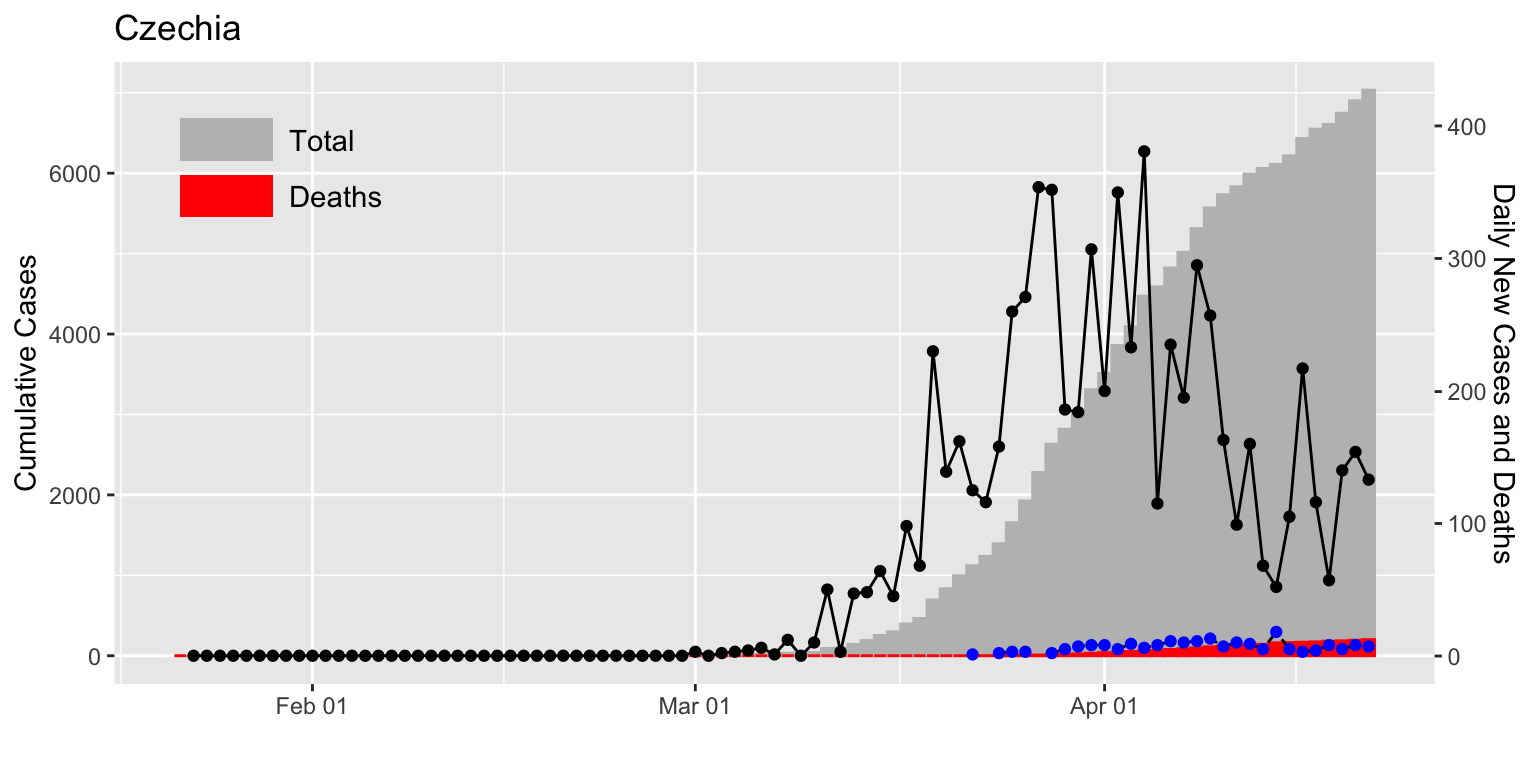 Czechia
Total
Deaths
6000
4000
2000
0
Cumulative Cases
400
300
200
100
0
Daily New Cases and Deaths
Feb 01
Mar 01
Apr 01